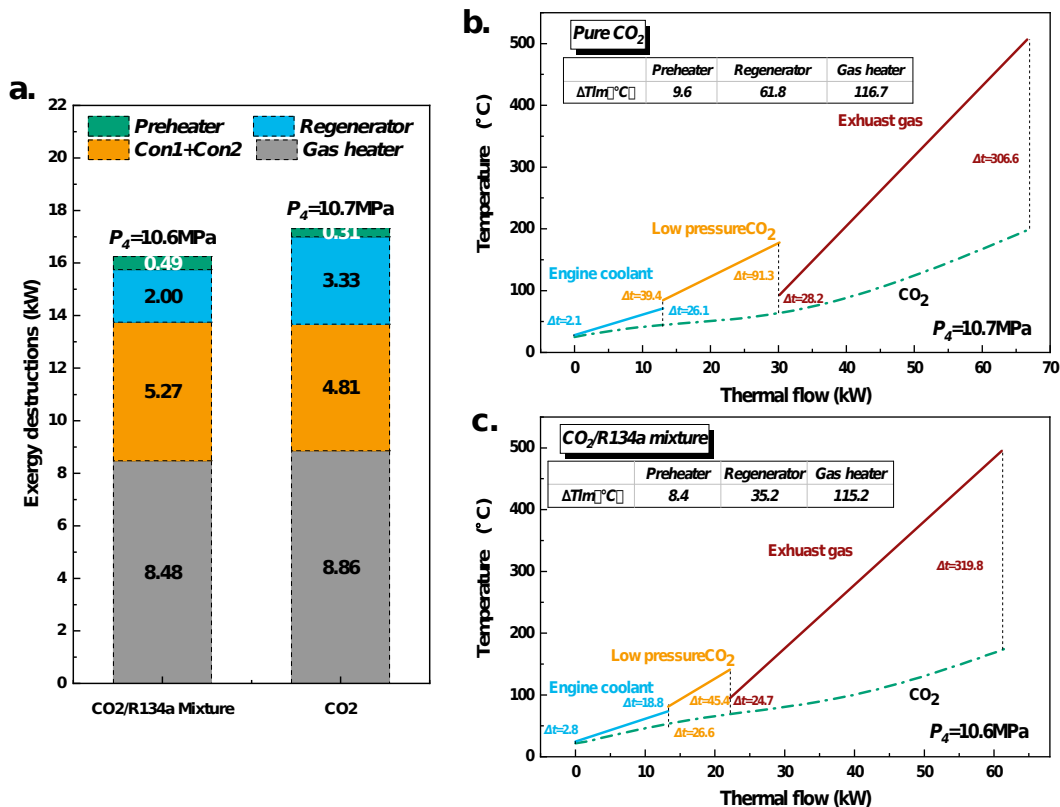 a.
Exergy destructions (kW)
22
20
18
16
14
12
10
8
6
4
2
0
Preheater
Regenerator
Con1+Con2
Gas heater
P4=10.6MPa
P4=10.7MPa
0.49
0.31
2.00
3.33
5.27
4.81
8.48
8.86
CO2/R134a Mixture
CO2
b.
Pure CO2
Preheater Regenerator Gas heater
ΔTlm▯°C▯ 9.6 61.8 116.7
Temperature (°C)
500
400
300
200
100
0
Exhuast gas
Δt=306.6
Low pressureCO2
Engine coolant
Δt=91.3
Δt=39.4
Δt=28.2
Δt=2.1
Δt=26.1
CO2
P4=10.7MPa
0 10 20 30 40 50 60 70
Thermal flow (kW)
c.
CO2/R134a mixture
Preheater Regenerator Gas heater
ΔTlm▯°C▯ 8.4 35.2 115.2
Temperature (°C)
500
400
300
200
100
0
Exhuast gas
Δt=319.8
Low pressureCO2
Engine coolant
Δt=18.8
Δt=45.4
Δt=24.7
Δt=2.8
Δt=26.6
CO2
P4=10.6MPa
0 10 20 30 40 50 60
Thermal flow (kW)